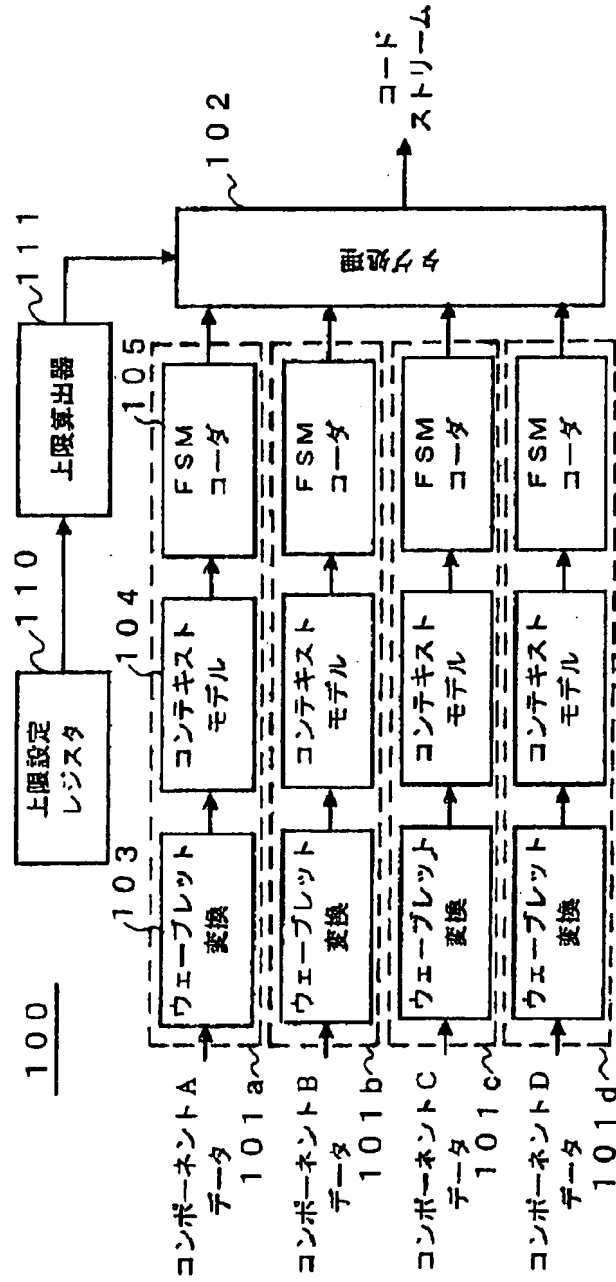 100
上限設定
レジスタ
110
上限算出器
111
103
104
105
102
コンポーネントA
データ
101a
ウェーブレット
変換
コンテキスト
モデル
FSM
コーダ
コンポーネントB
データ
101b
ウェーブレット
変換
コンテキスト
モデル
FSM
コーダ
コンポーネントC
データ
101c
ウェーブレット
変換
コンテキスト
モデル
FSM
コーダ
コンポーネントD
データ
101d
ウェーブレット
変換
コンテキスト
モデル
FSM
コーダ
タグ処理
コード
ストリーム